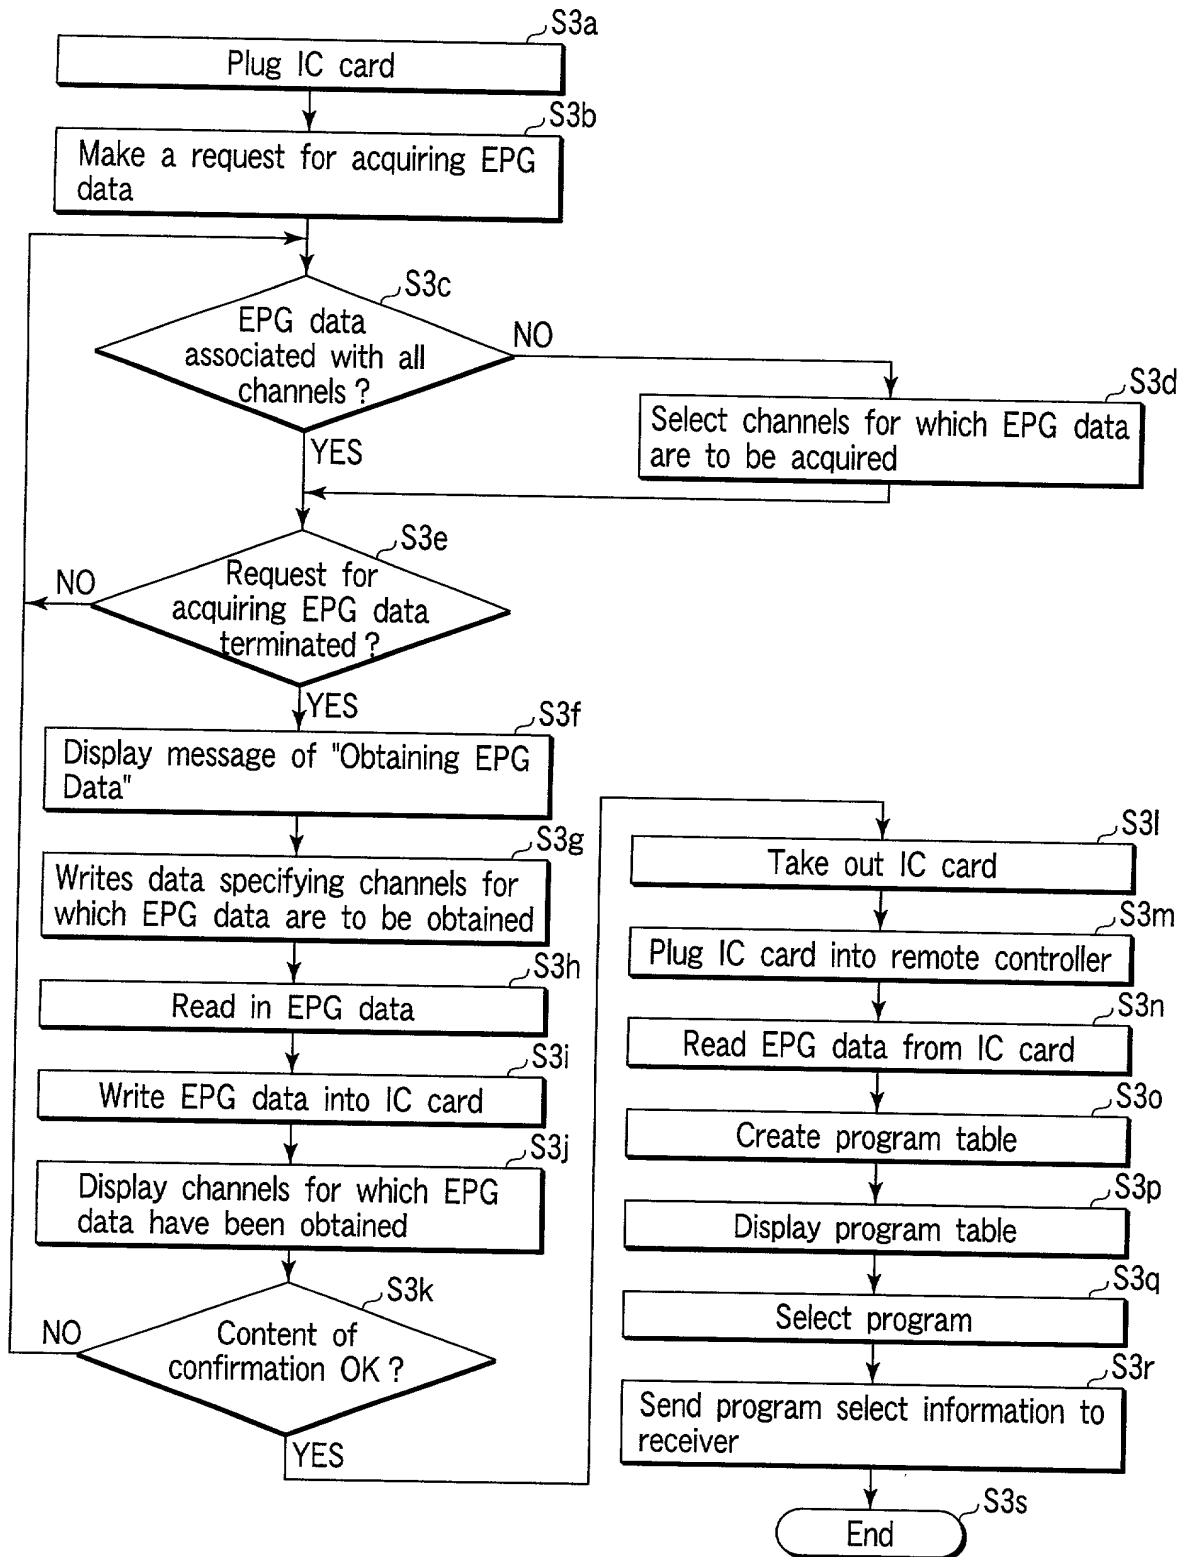 S3a
Plug IC card
S3b
Make a request for acquiring EPG
data
S3c
EPG data
associated with all
channels ?
NO
YES
S3d
Select channels for which EPG data
are to be acquired
S3e
Request for
acquiring EPG data
terminated ?
NO
YES
S3f
Display message of "Obtaining EPG
Data"
S3g
Writes data specifying channels for
which EPG data are to be obtained
S3h
Read in EPG data
S3i
Write EPG data into IC card
S3j
Display channels for which EPG
data have been obtained
S3k
Content of
confirmation OK ?
NO
YES
S3l
Take out IC card
S3m
Plug IC card into remote controller
S3n
Read EPG data from IC card
S3o
Create program table
S3p
Display program table
S3q
Select program
S3r
Send program select information to
receiver
S3s
End